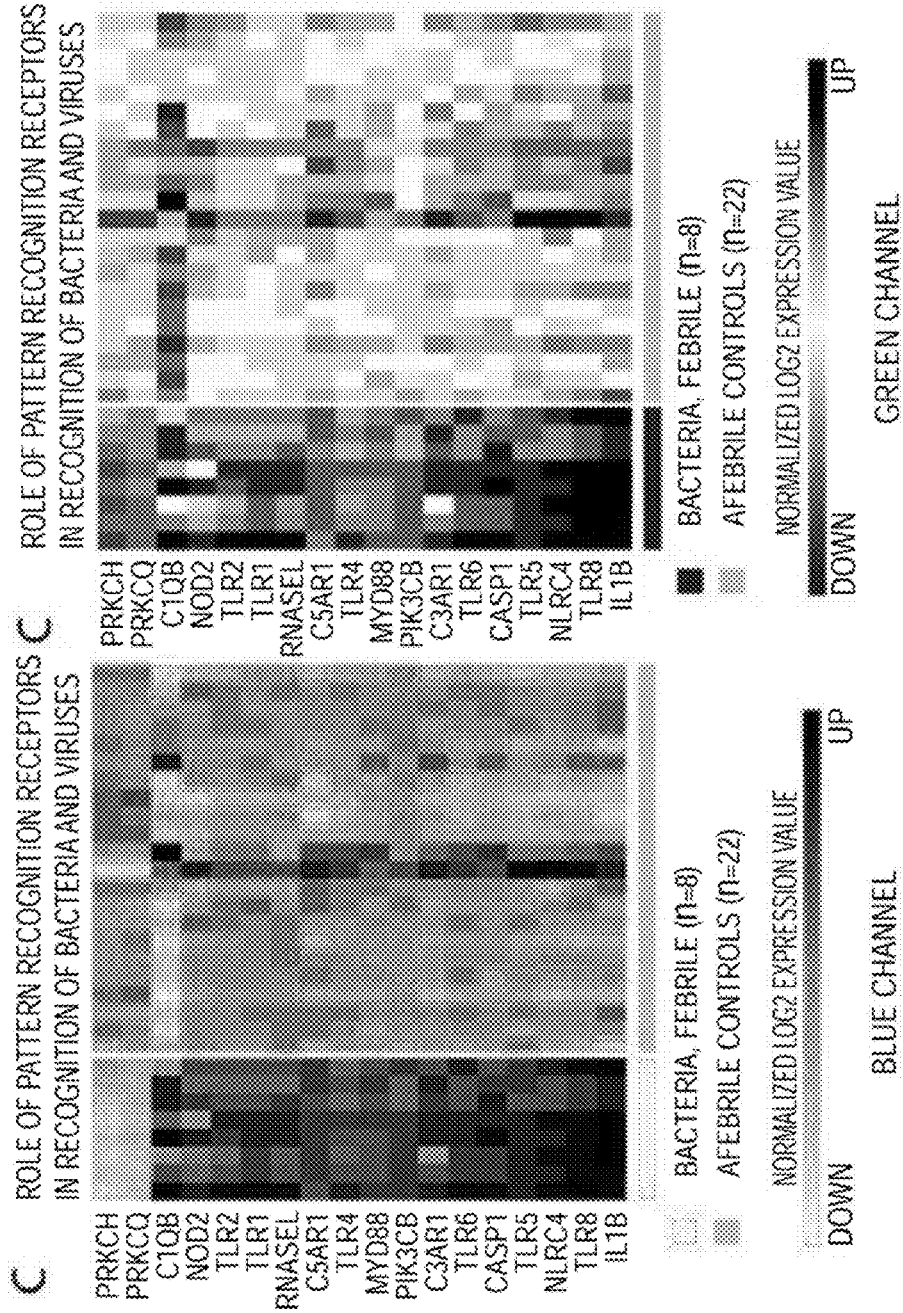 C
ROLE OF PATTERN RECOGNITION RECEPTORS
IN RECOGNITION OF BACTERIA AND VIRUSES
PRKCH
PRKCQ
C1QB
NOD2
TLR2
TLR1
RNASEL
C5AR1
TLR4
MYD88
PIK3CB
C3AR1
TLR6
CASP1
TLR5
NLRC4
TLR8
IL1B
BACTERIA, FEBRILE (n=8)
AFEBRILE CONTROLS (n=22)
NORMALIZED LOG2 EXPRESSION VALUE
DOWN
UP
BLUE CHANNEL
C
ROLE OF PATTERN RECOGNITION RECEPTORS
IN RECOGNITION OF BACTERIA AND VIRUSES
PRKCH
PRKCQ
C1QB
NOD2
TLR2
TLR1
RNASEL
C5AR1
TLR4
MYD88
PIK3CB
C3AR1
TLR6
CASP1
TLR5
NLRC4
TLR8
IL1B
BACTERIA, FEBRILE (n=8)
AFEBRILE CONTROLS (n=22)
NORMALIZED LOG2 EXPRESSION VALUE
DOWN
UP
GREEN CHANNEL